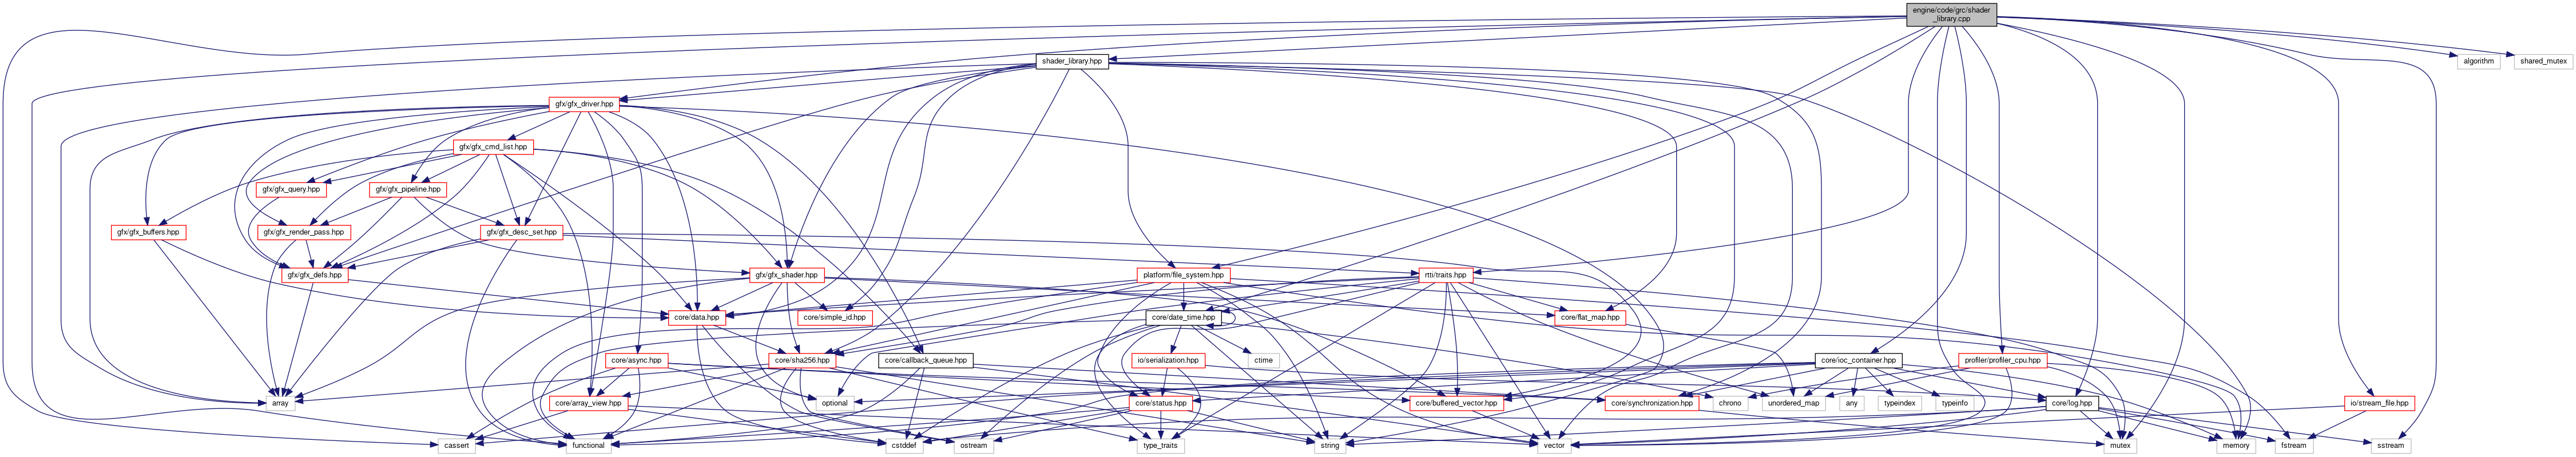 engine/code/grc/shader
_library.cpp
shader_library.hpp
algorithm
shared_mutex
gfx/gfx_driver.hpp
gfx/gfx_cmd_list.hpp
gfx/gfx_query.hpp
gfx/gfx_pipeline.hpp
gfx/gfx_buffers.hpp
gfx/gfx_render_pass.hpp
gfx/gfx_desc_set.hpp
gfx/gfx_defs.hpp
gfx/gfx_shader.hpp
platform/file_system.hpp
rtti/traits.hpp
core/data.hpp
core/simple_id.hpp
core/date_time.hpp
core/flat_map.hpp
core/async.hpp
core/sha256.hpp
core/callback_queue.hpp
io/serialization.hpp
ctime
core/ioc_container.hpp
profiler/profiler_cpu.hpp
array
core/array_view.hpp
optional
core/status.hpp
core/buffered_vector.hpp
core/synchronization.hpp
chrono
unordered_map
any
typeindex
typeinfo
core/log.hpp
io/stream_file.hpp
cassert
functional
cstddef
ostream
type_traits
string
vector
mutex
memory
fstream
sstream